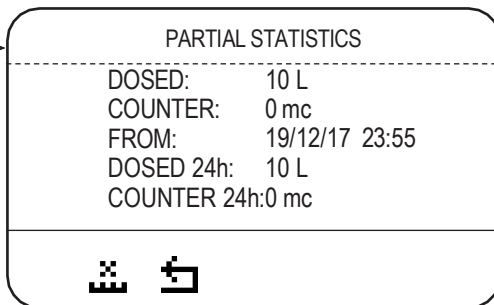 PARTIAL STATISTICS
DOSED: 10 L
COUNTER: 0 mc
FROM: 19/12/17 23:55
DOSED 24h: 10 L
COUNTER 24h:0 mc